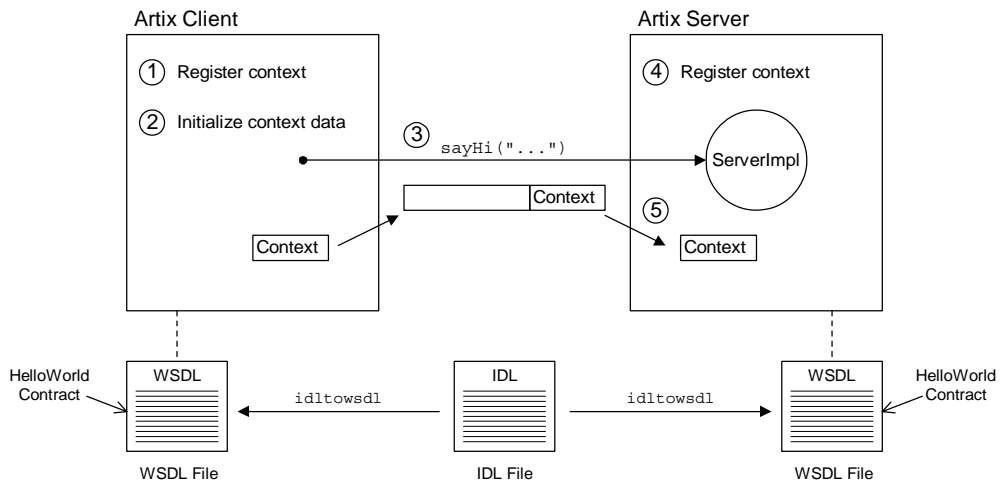 Artix Client
Artix Server
1 Register context
4 Register context
2 Initialize context data
3
sayHi("...")
ServerImpl
Context
5
Context
Context
HelloWorld
Contract
WSDL
IDL
WSDL
HelloWorld
Contract
idltowsdl
idltowsdl
WSDL File
IDL File
WSDL File